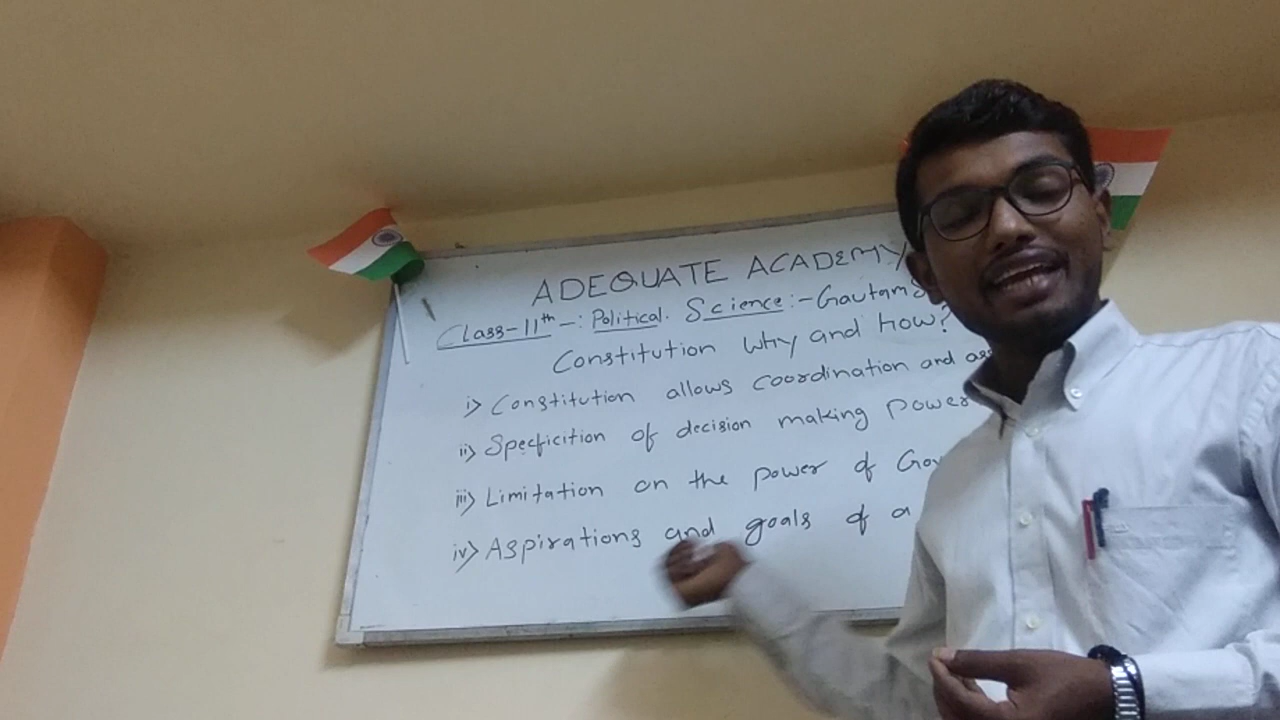 ADEQUATE ACADEMY
Class-11th-: Political. Science:- Gautam
Constitution Why and how?
i> Constitution allows coordination and
ii> Speficition of decision making Power
iii> Limitation on the power of
iv> Aspirations and goals of a